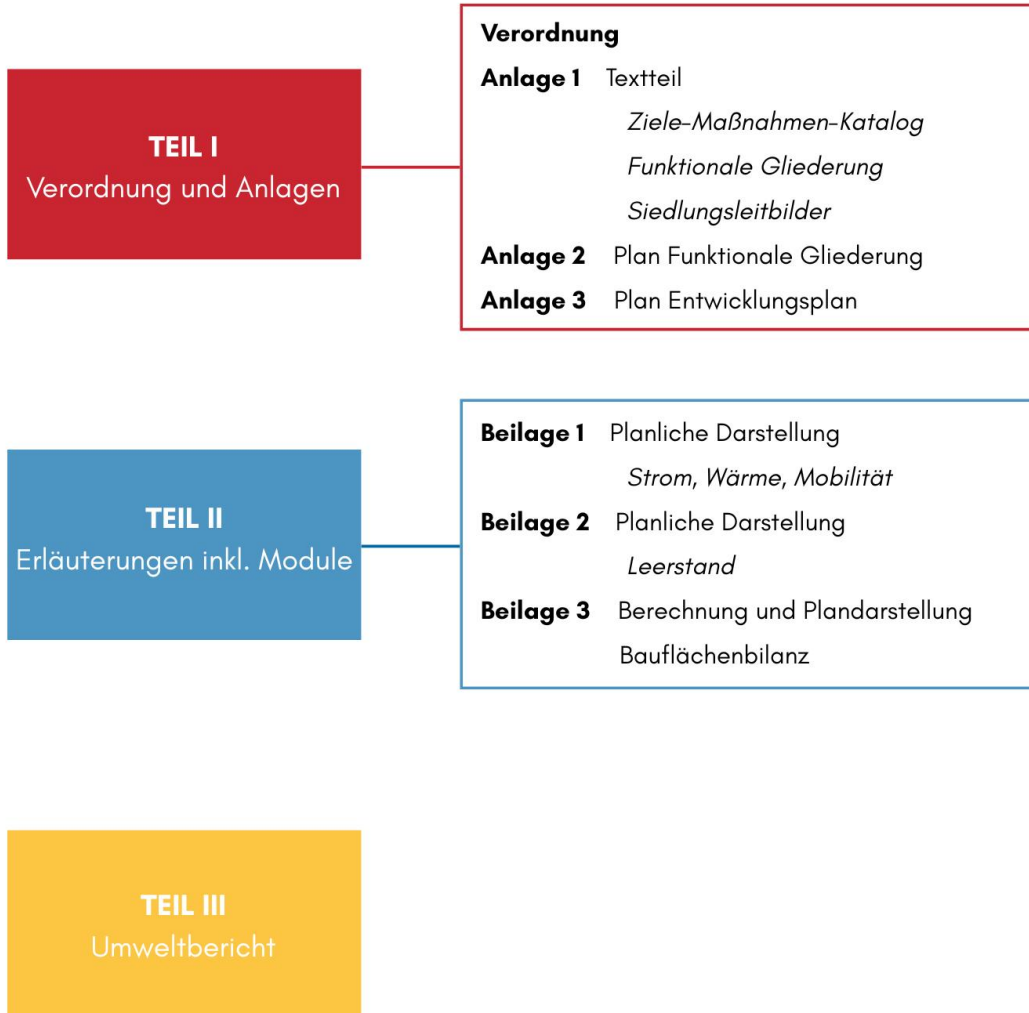 TEIL I
Verordnung und Anlagen
Verordnung
Anlage 1 Textteil
Ziele-Maßnahmen-Katalog
Funktionale Gliederung
Siedlungsleitbilder
Anlage 2 Plan Funktionale Gliederung
Anlage 3 Plan Entwicklungsplan
TEIL II
Erläuterungen inkl. Module
Beilage 1 Planliche Darstellung
Strom, Wärme, Mobilität
Beilage 2 Planliche Darstellung
Leerstand
Beilage 3 Berechnung und Plandarstellung
Bauflächenbilanz
TEIL III
Umweltbericht